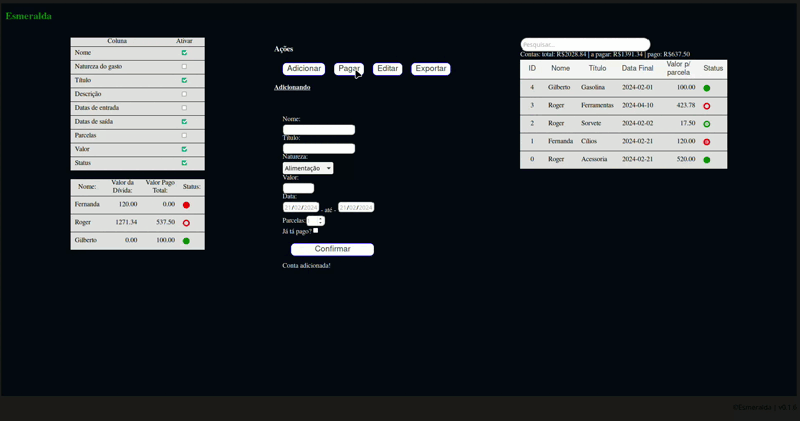 Esmeralda
Coluna Ativar
Nome
Natureza do gasto
Título
Descrição
Datas de entrada
Datas de saída
Parcelas
Valor
Status
Nome: Valor da Dívida: Valor Pago Total: Status:
Fernanda 120.00 0.00
Roger 1271.34 537.50
Gilberto 0.00 100.00
Ações
Adicionar Pagar Editar Exportar
Adicionando
Nome:
Título:
Natureza:
Alimentação
Valor:
Data:
21/02/2024 - até - 21/02/2024
Parcelas:
Já tá pago?
Confirmar
Conta adicionada!
Pesquisar...
Contas: total: R$2028.84 | a pagar: R$1391.34 | pago: R$637.50
ID Nome Título Data Final Valor p/ parcela Status
4 Gilberto Gasolina 2024-02-01 100.00
3 Roger Ferramentas 2024-04-10 423.78
2 Roger Sorvete 2024-02-02 17.50
1 Fernanda Cílios 2024-02-21 120.00
0 Roger Acessoria 2024-02-21 520.00
©Esmeralda |